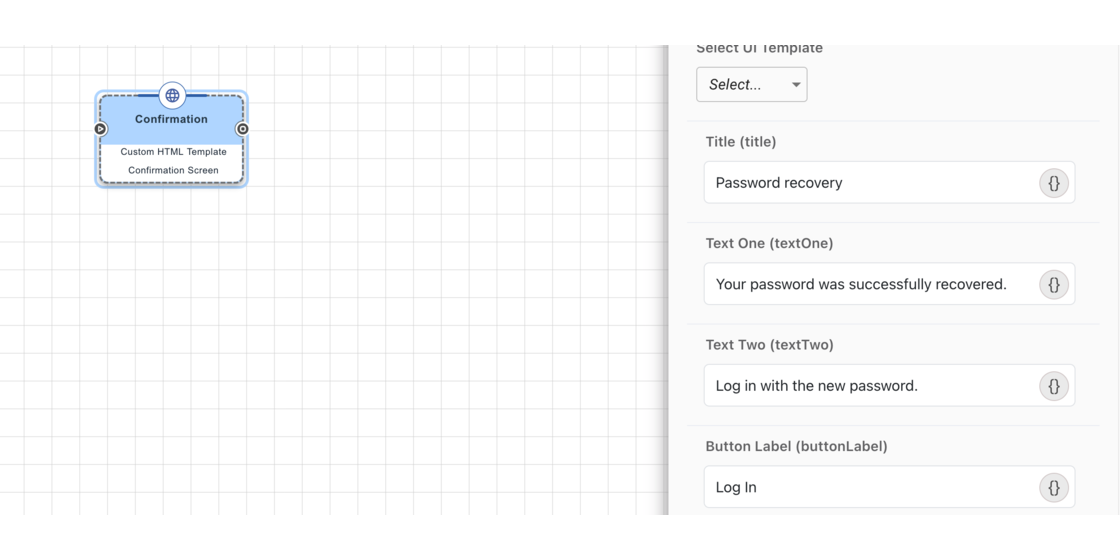 Confirmation
Custom HTML Template
Confirmation Screen
Select UI Template
Select...
Title (title)
Password recovery
{}
Text One (textOne)
Your password was successfully recovered.
{}
Text Two (textTwo)
Log in with the new password.
{}
Button Label (buttonLabel)
Log In
{}